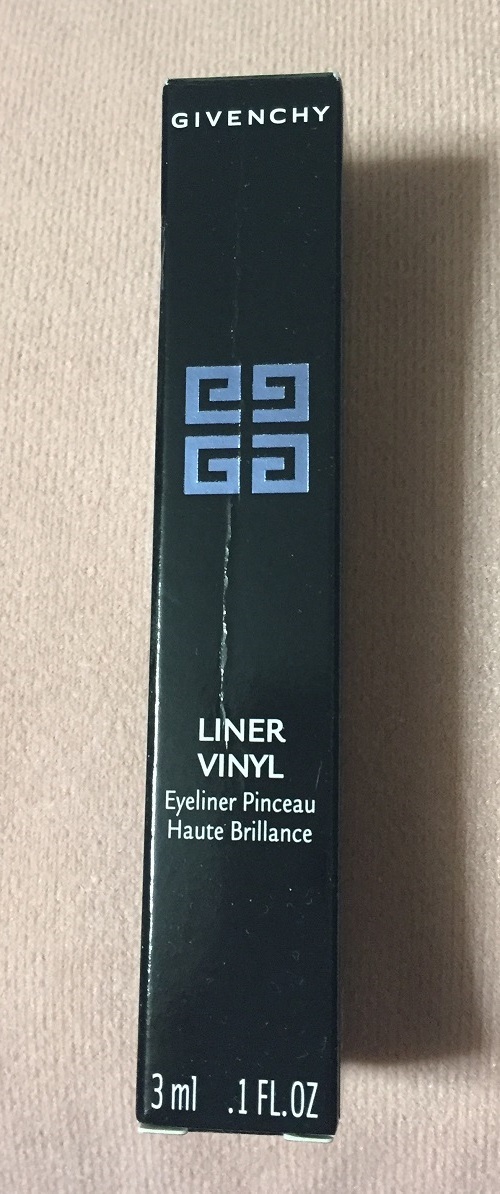 GIVENCHY
LINER
VINYL
Eyeliner Pinceau
Haute Brillance
3 ml .1 FL.OZ